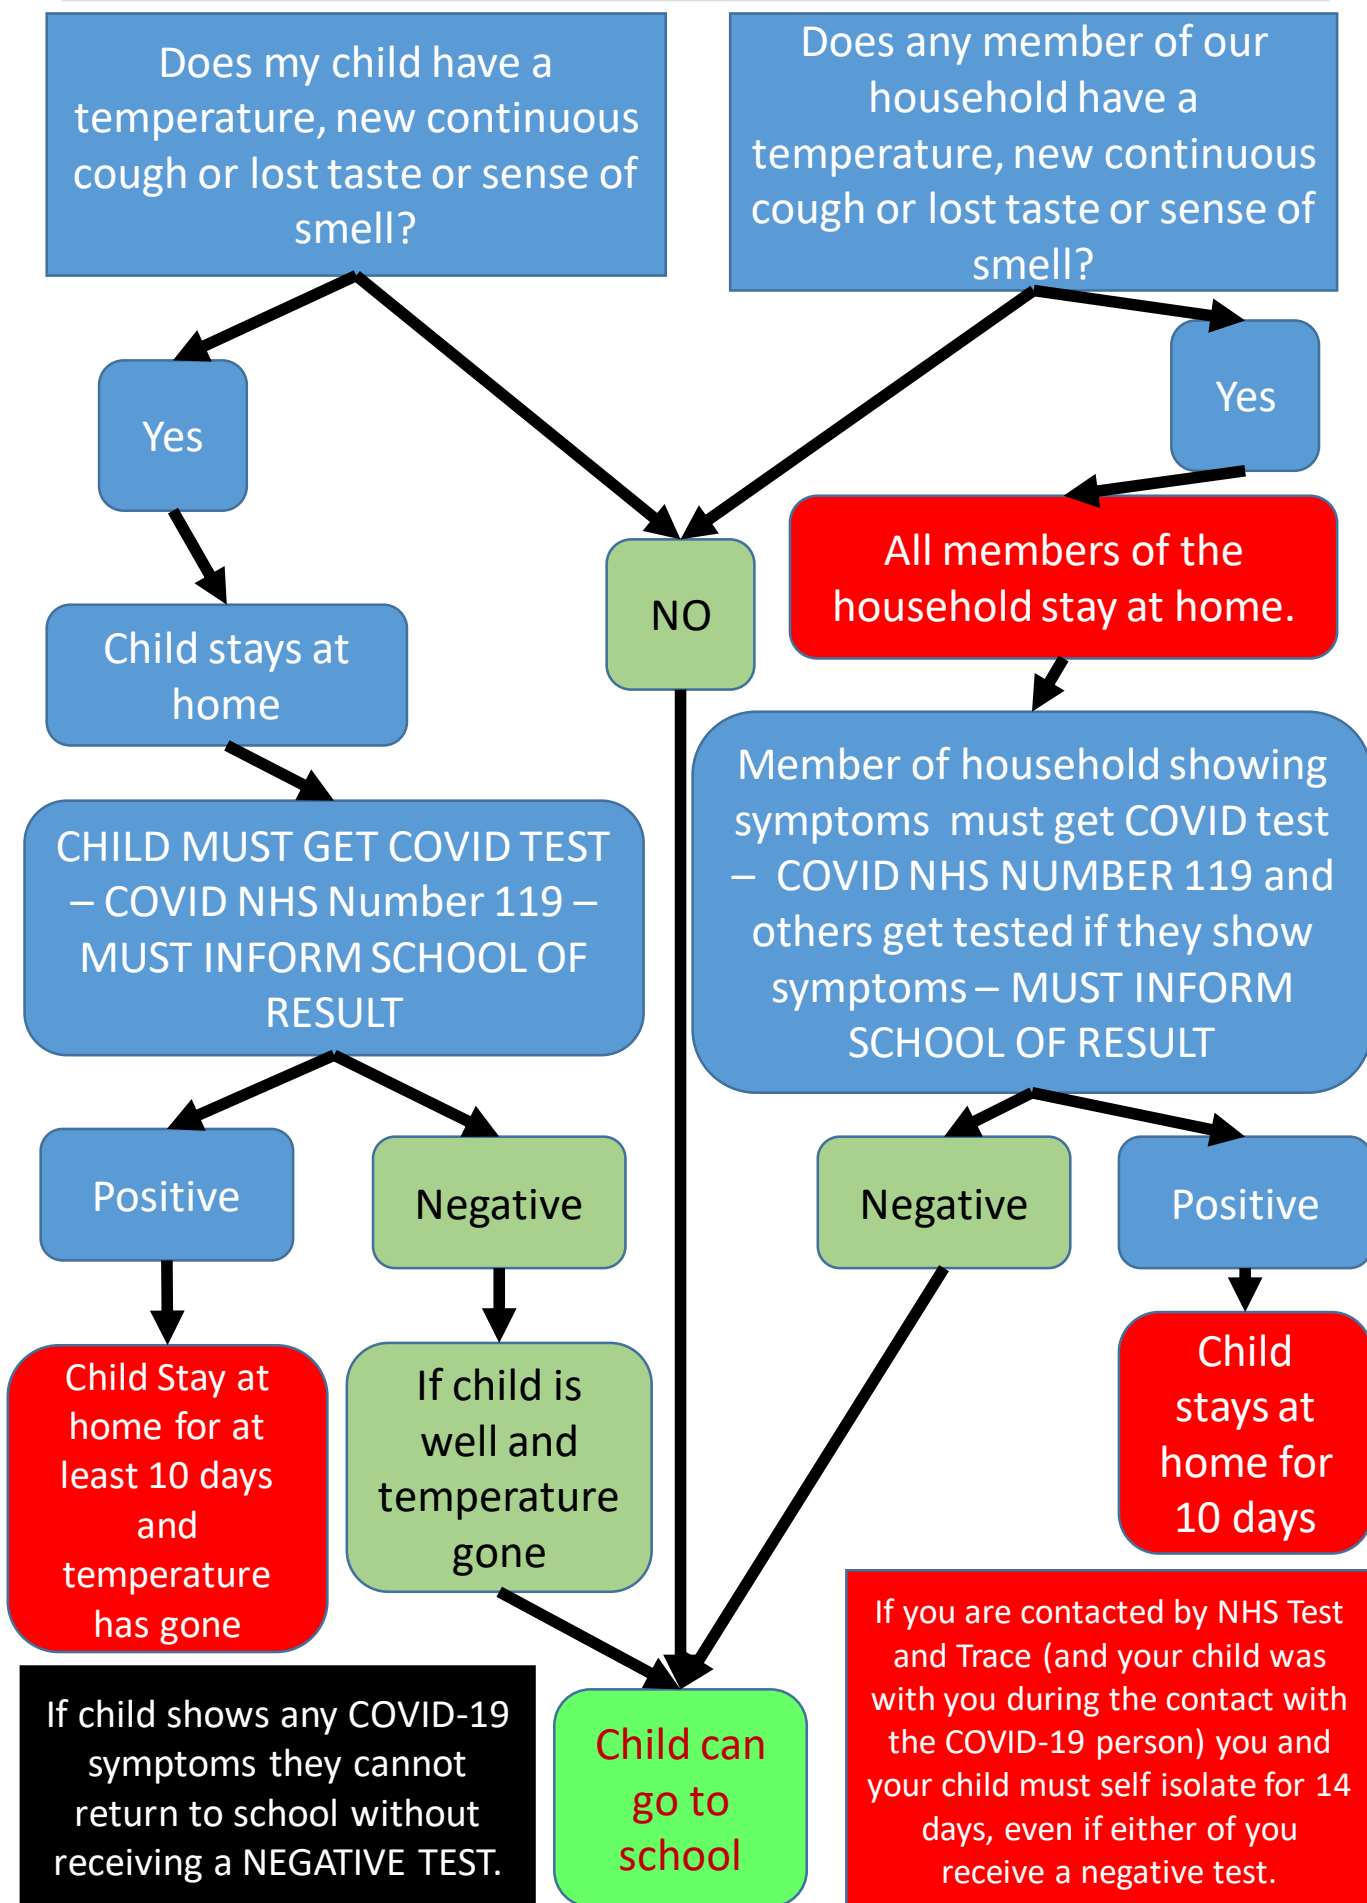 Does my child have a
temperature, new continuous
cough or lost taste or sense of
smell?
Does any member of our
household have a
temperature, new continuous
cough or lost taste or sense of
smell?
Yes
Yes
NO
All members of the
household stay at home.
Child stays at
home
Member of household showing
symptoms must get COVID test
– COVID NHS NUMBER 119 and
others get tested if they show
symptoms – MUST INFORM
SCHOOL OF RESULT
CHILD MUST GET COVID TEST
– COVID NHS Number 119 –
MUST INFORM SCHOOL OF
RESULT
Positive
Negative
Negative
Positive
Child Stay at
home for at
least 10 days
and
temperature
has gone
If child is
well and
temperature
gone
Child
stays at
home for
10 days
If child shows any COVID-19
symptoms they cannot
return to school without
receiving a NEGATIVE TEST.
Child can
go to
school
If you are contacted by NHS Test
and Trace (and your child was
with you during the contact with
the COVID-19 person) you and
your child must self isolate for 14
days, even if either of you
receive a negative test.